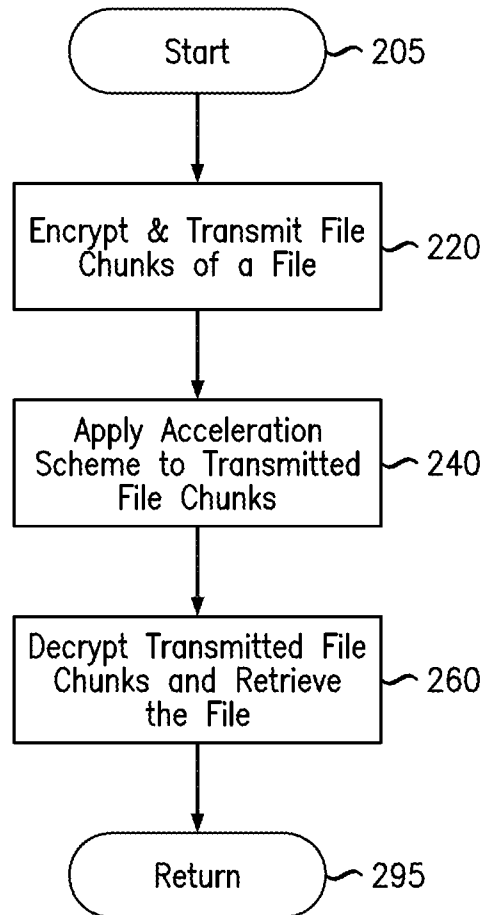 Start
205
Encrypt & Transmit File
Chunks of a File
220
Apply Acceleration
Scheme to Transmitted
File Chunks
240
Decrypt Transmitted File
Chunks and Retrieve
the File
260
Return
295